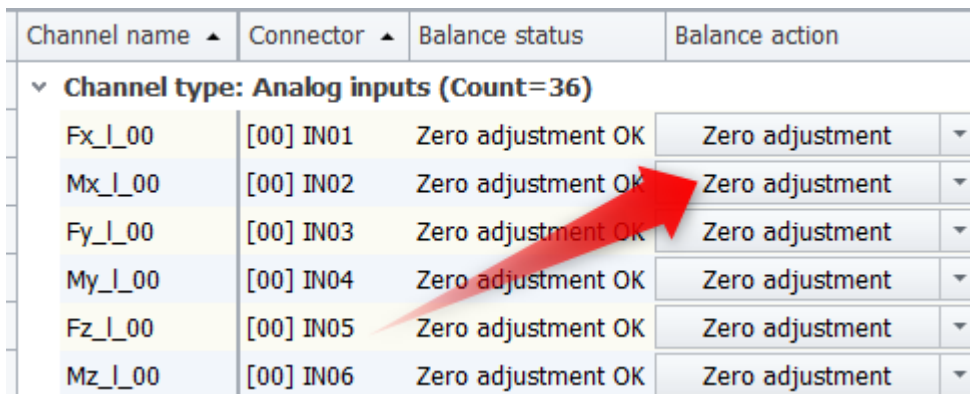 Channel name Connector Balance status Balance action
Channel type: Analog inputs (Count=36)
Fx_l_00 [00] IN01 Zero adjustment OK Zero adjustment
Mx_l_00 [00] IN02 Zero adjustment OK Zero adjustment
Fy_l_00 [00] IN03 Zero adjustment OK Zero adjustment
My_l_00 [00] IN04 Zero adjustment OK Zero adjustment
Fz_l_00 [00] IN05 Zero adjustment OK Zero adjustment
Mz_l_00 [00] IN06 Zero adjustment OK Zero adjustment